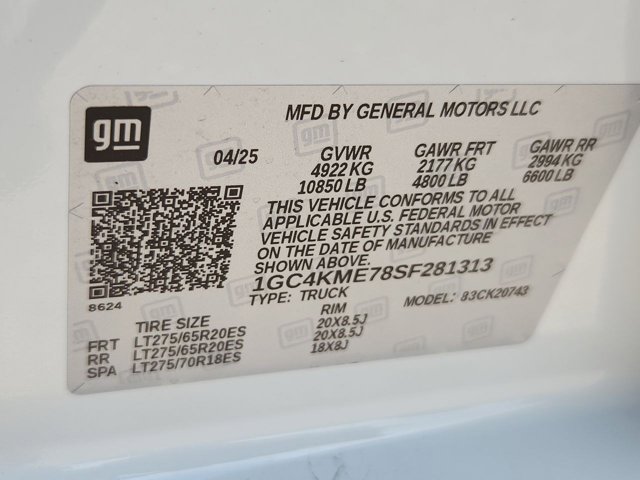 gm
MFD BY GENERAL MOTORS LLC
04/25 GVWR GAWR FRT GAWR RR
4922 KG 2177 KG 2994 KG
10850 LB 4800 LB 6600 LB
THIS VEHICLE CONFORMS TO ALL
APPLICABLE U.S. FEDERAL MOTOR
VEHICLE SAFETY STANDARDS IN EFFECT
ON THE DATE OF MANUFACTURE
SHOWN ABOVE.
8624
1GC4KME78SF281313
TYPE: TRUCK MODEL: 83CK20743
TIRE SIZE RIM
FRT LT275/65R20ES 20X8.5J
RR LT275/65R20ES 20X8.5J
SPA LT275/70R18ES 18X8J